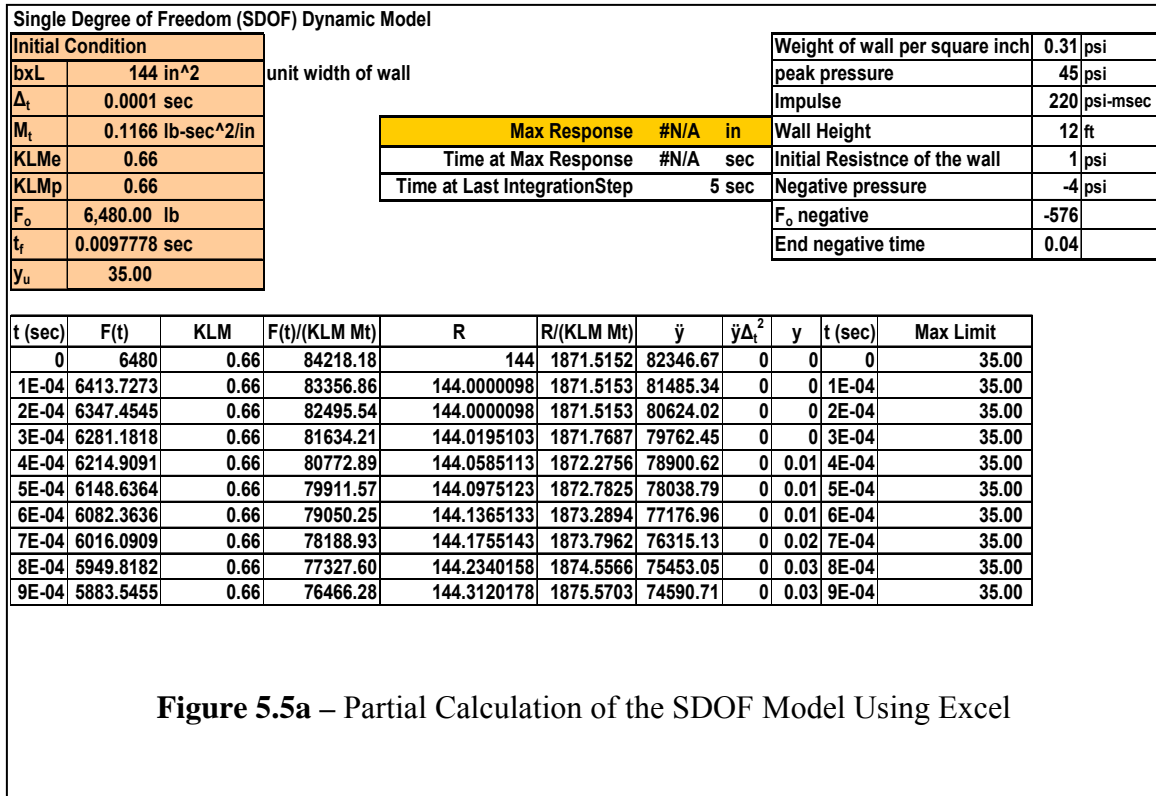 Single Degree of Freedom (SDOF) Dynamic Model
Initial Condition Weight of wall per square inch 0.31 psi
bxL 144 in^2 unit width of wall peak pressure 45 psi
Δt 0.0001 sec Impulse 220 psi-msec
Mt 0.1166 lb-sec^2/in Max Response #N/A in Wall Height 12 ft
KLMe 0.66 Time at Max Response #N/A sec Initial Resistnce of the wall 1 psi
KLMp 0.66 Time at Last IntegrationStep 5 sec Negative pressure -4 psi
Fo 6,480.00 lb Fo negative -576
tf 0.0097778 sec End negative time 0.04
yu 35.00
t (sec) F(t) KLM F(t)/(KLM Mt) R R/(KLM Mt) ÿ ÿΔt² y t (sec) Max Limit
0 6480 0.66 84218.18 144 1871.5152 82346.67 0 0 0 35.00
1E-04 6413.7273 0.66 83356.86 144.0000098 1871.5153 81485.34 0 0 1E-04 35.00
2E-04 6347.4545 0.66 82495.54 144.0000098 1871.5153 80624.02 0 0 2E-04 35.00
3E-04 6281.1818 0.66 81634.21 144.0195103 1871.7687 79762.45 0 0 3E-04 35.00
4E-04 6214.9091 0.66 80772.89 144.0585113 1872.2756 78900.62 0 0.01 4E-04 35.00
5E-04 6148.6364 0.66 79911.57 144.0975123 1872.7825 78038.79 0 0.01 5E-04 35.00
6E-04 6082.3636 0.66 79050.25 144.1365133 1873.2894 77176.96 0 0.01 6E-04 35.00
7E-04 6016.0909 0.66 78188.93 144.1755143 1873.7962 76315.13 0 0.02 7E-04 35.00
8E-04 5949.8182 0.66 77327.60 144.2340158 1874.5566 75453.05 0 0.03 8E-04 35.00
9E-04 5883.5455 0.66 76466.28 144.3120178 1875.5703 74590.71 0 0.03 9E-04 35.00
Figure 5.5a – Partial Calculation of the SDOF Model Using Excel